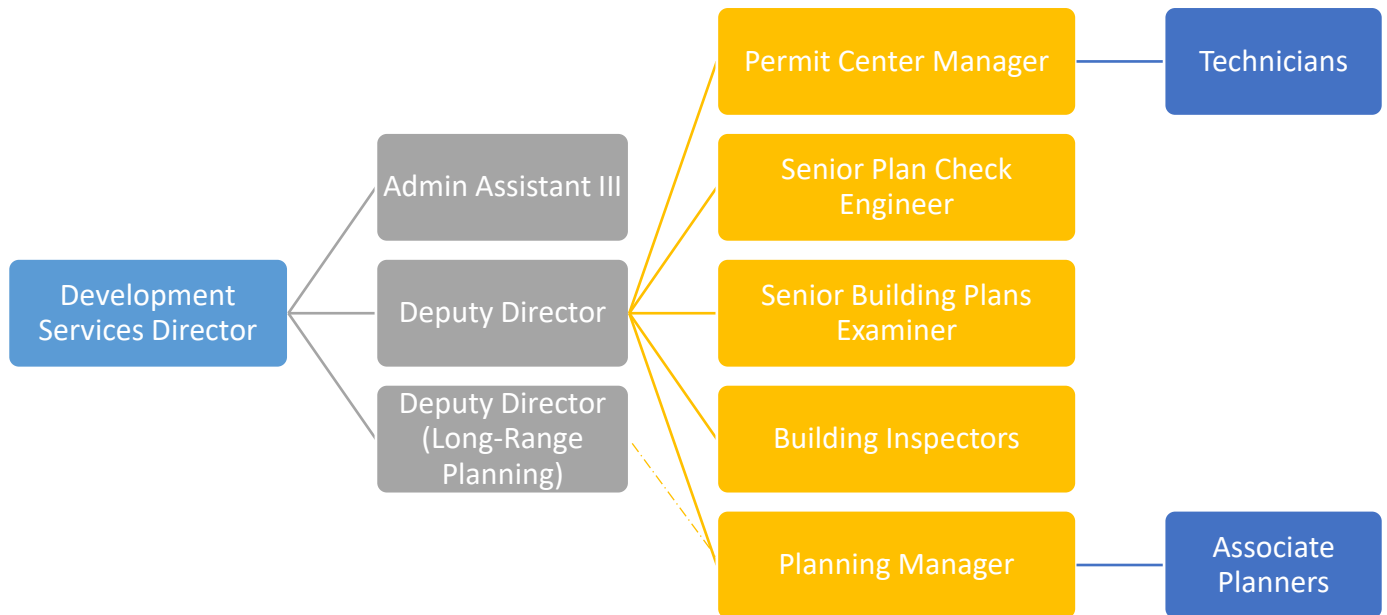 Development
Services Director
Admin Assistant III
Deputy Director
Deputy Director
(Long-Range
Planning)
Permit Center Manager
Senior Plan Check
Engineer
Senior Building Plans
Examiner
Building Inspectors
Planning Manager
Technicians
Associate
Planners